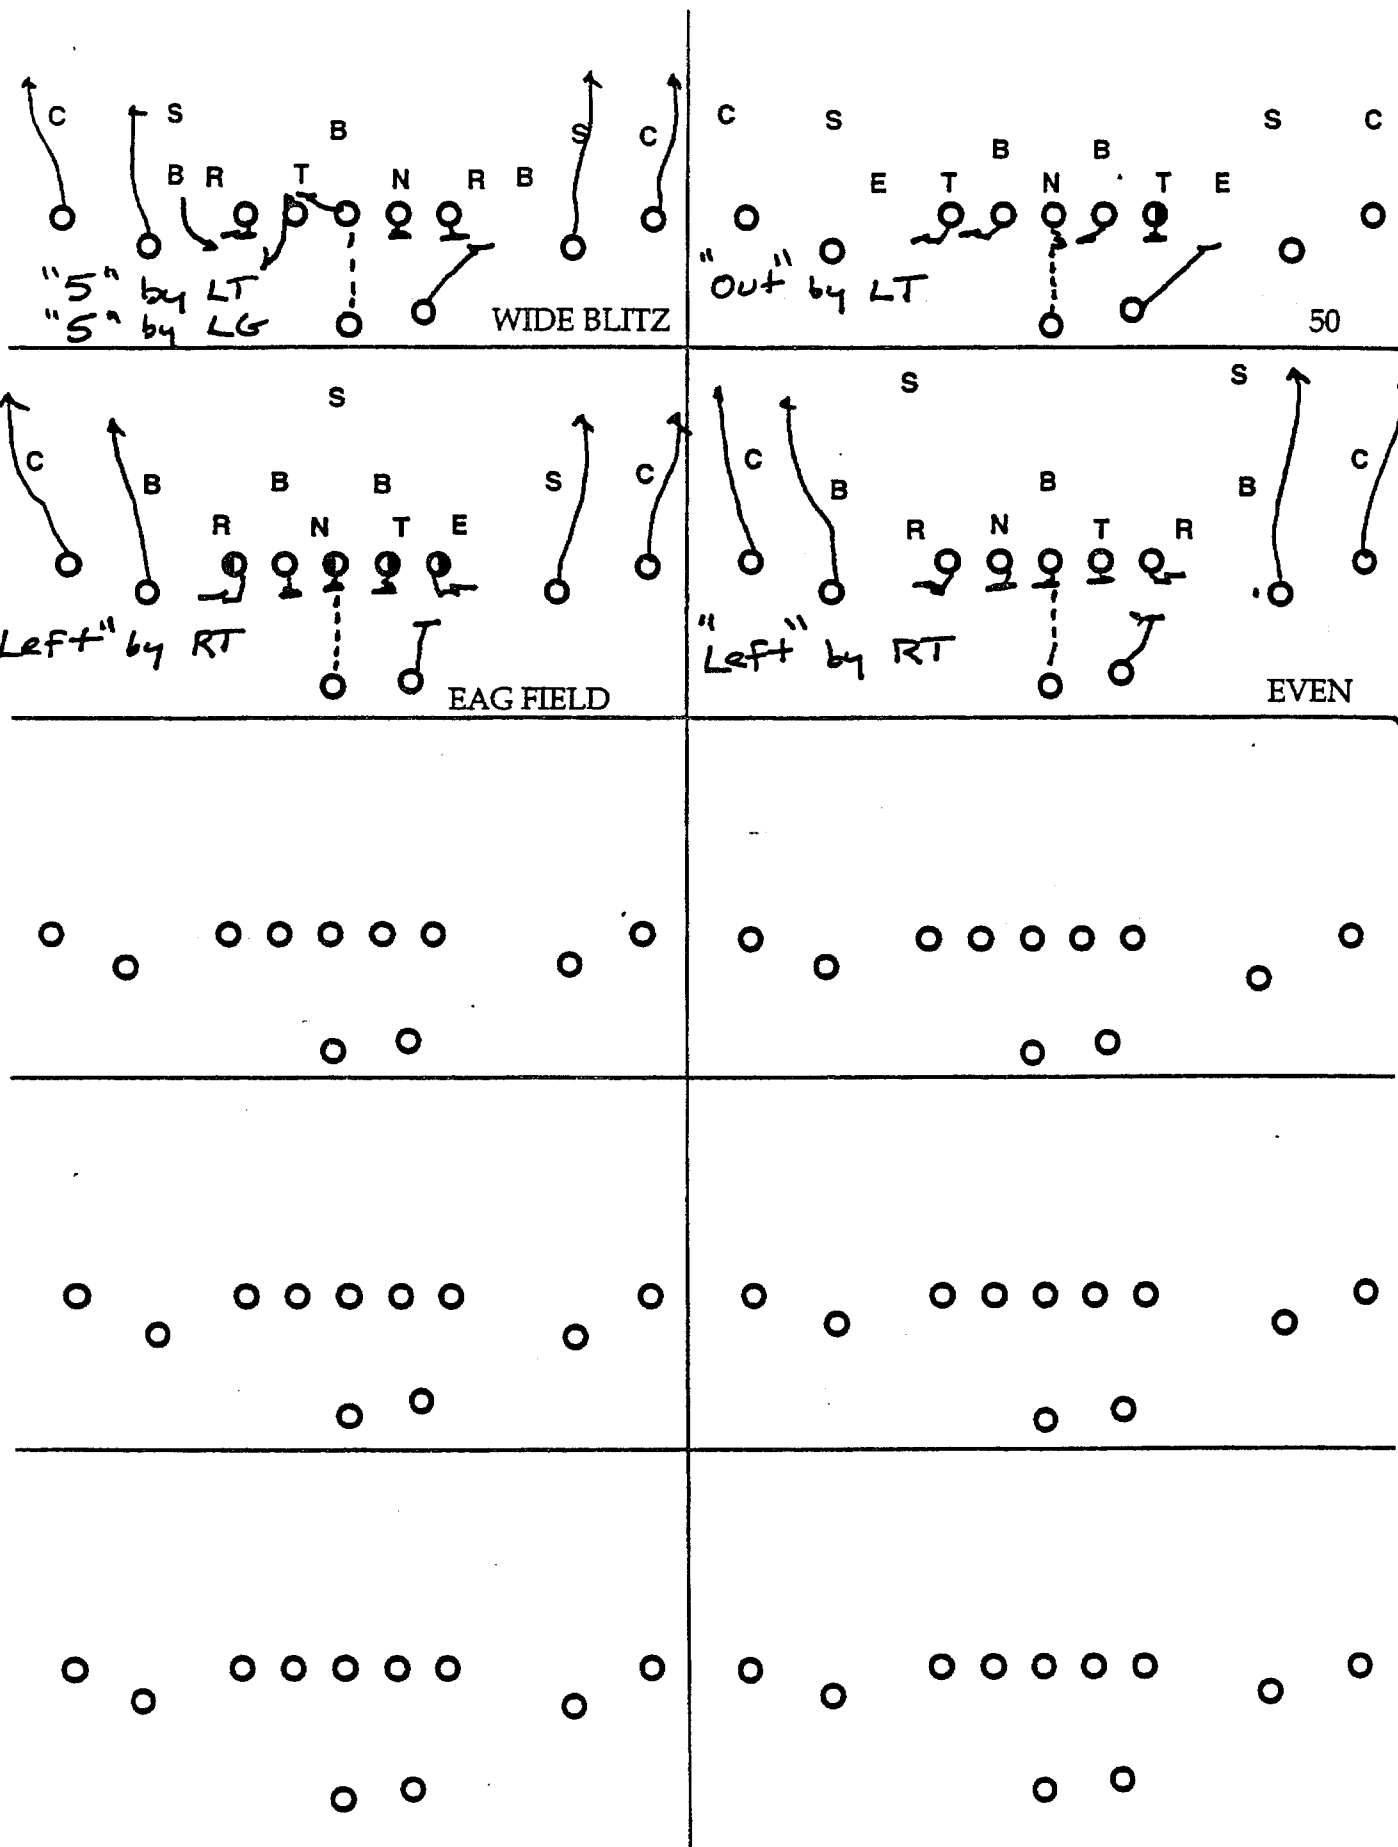 C S B S C
B R T N R B
"5" by LT
"5" by LG
WIDE BLITZ
C S S C
B B
E T N T E
"Out" by LT
50
S
C B B B S C
R N T E
Left" by RT
EAG FIELD
S S
C B B B C
R N T R
"Left" by RT
EVEN